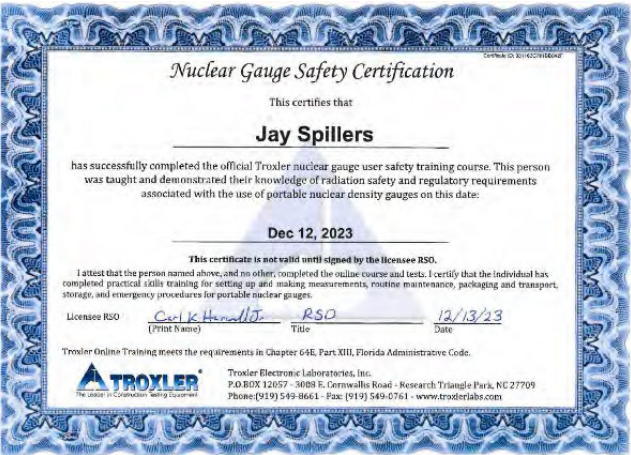 Nuclear Gauge Safety Certification
This certifies that
Jay Spillers
has successfully completed the official Troxler nuclear gauge user safety training course. This person
was taught and demonstrated their knowledge of radiation safety and regulatory requirements
associated with the use of portable nuclear density gauges on this date:
Dec 12, 2023
This certificate is not valid until signed by the licensee RSO.
I attest that the person named above, and no other, completed the online course and tests. I certify that the individual has
completed practical skills training for setting up and making measurements, routine maintenance, packaging and transport,
storage, and emergency procedures for portable nuclear gauges.
Licensee RSO Carl K RSO 12/13/23
(Print Name) Title Date
Troxler Online Training meets the requirements in Chapter 64E, Part XIII, Florida Administrative Code.
TROXLER
The Leader in Construction Testing Equipment
Troxler Electronic Laboratories, Inc.
P.O.BOX 12057 - 3008 E. Cornwallis Road - Research Triangle Park, NC 27709
Phone:(919) 549-8661 - Fax: (919) 549-0761 - www.troxlerlabs.com